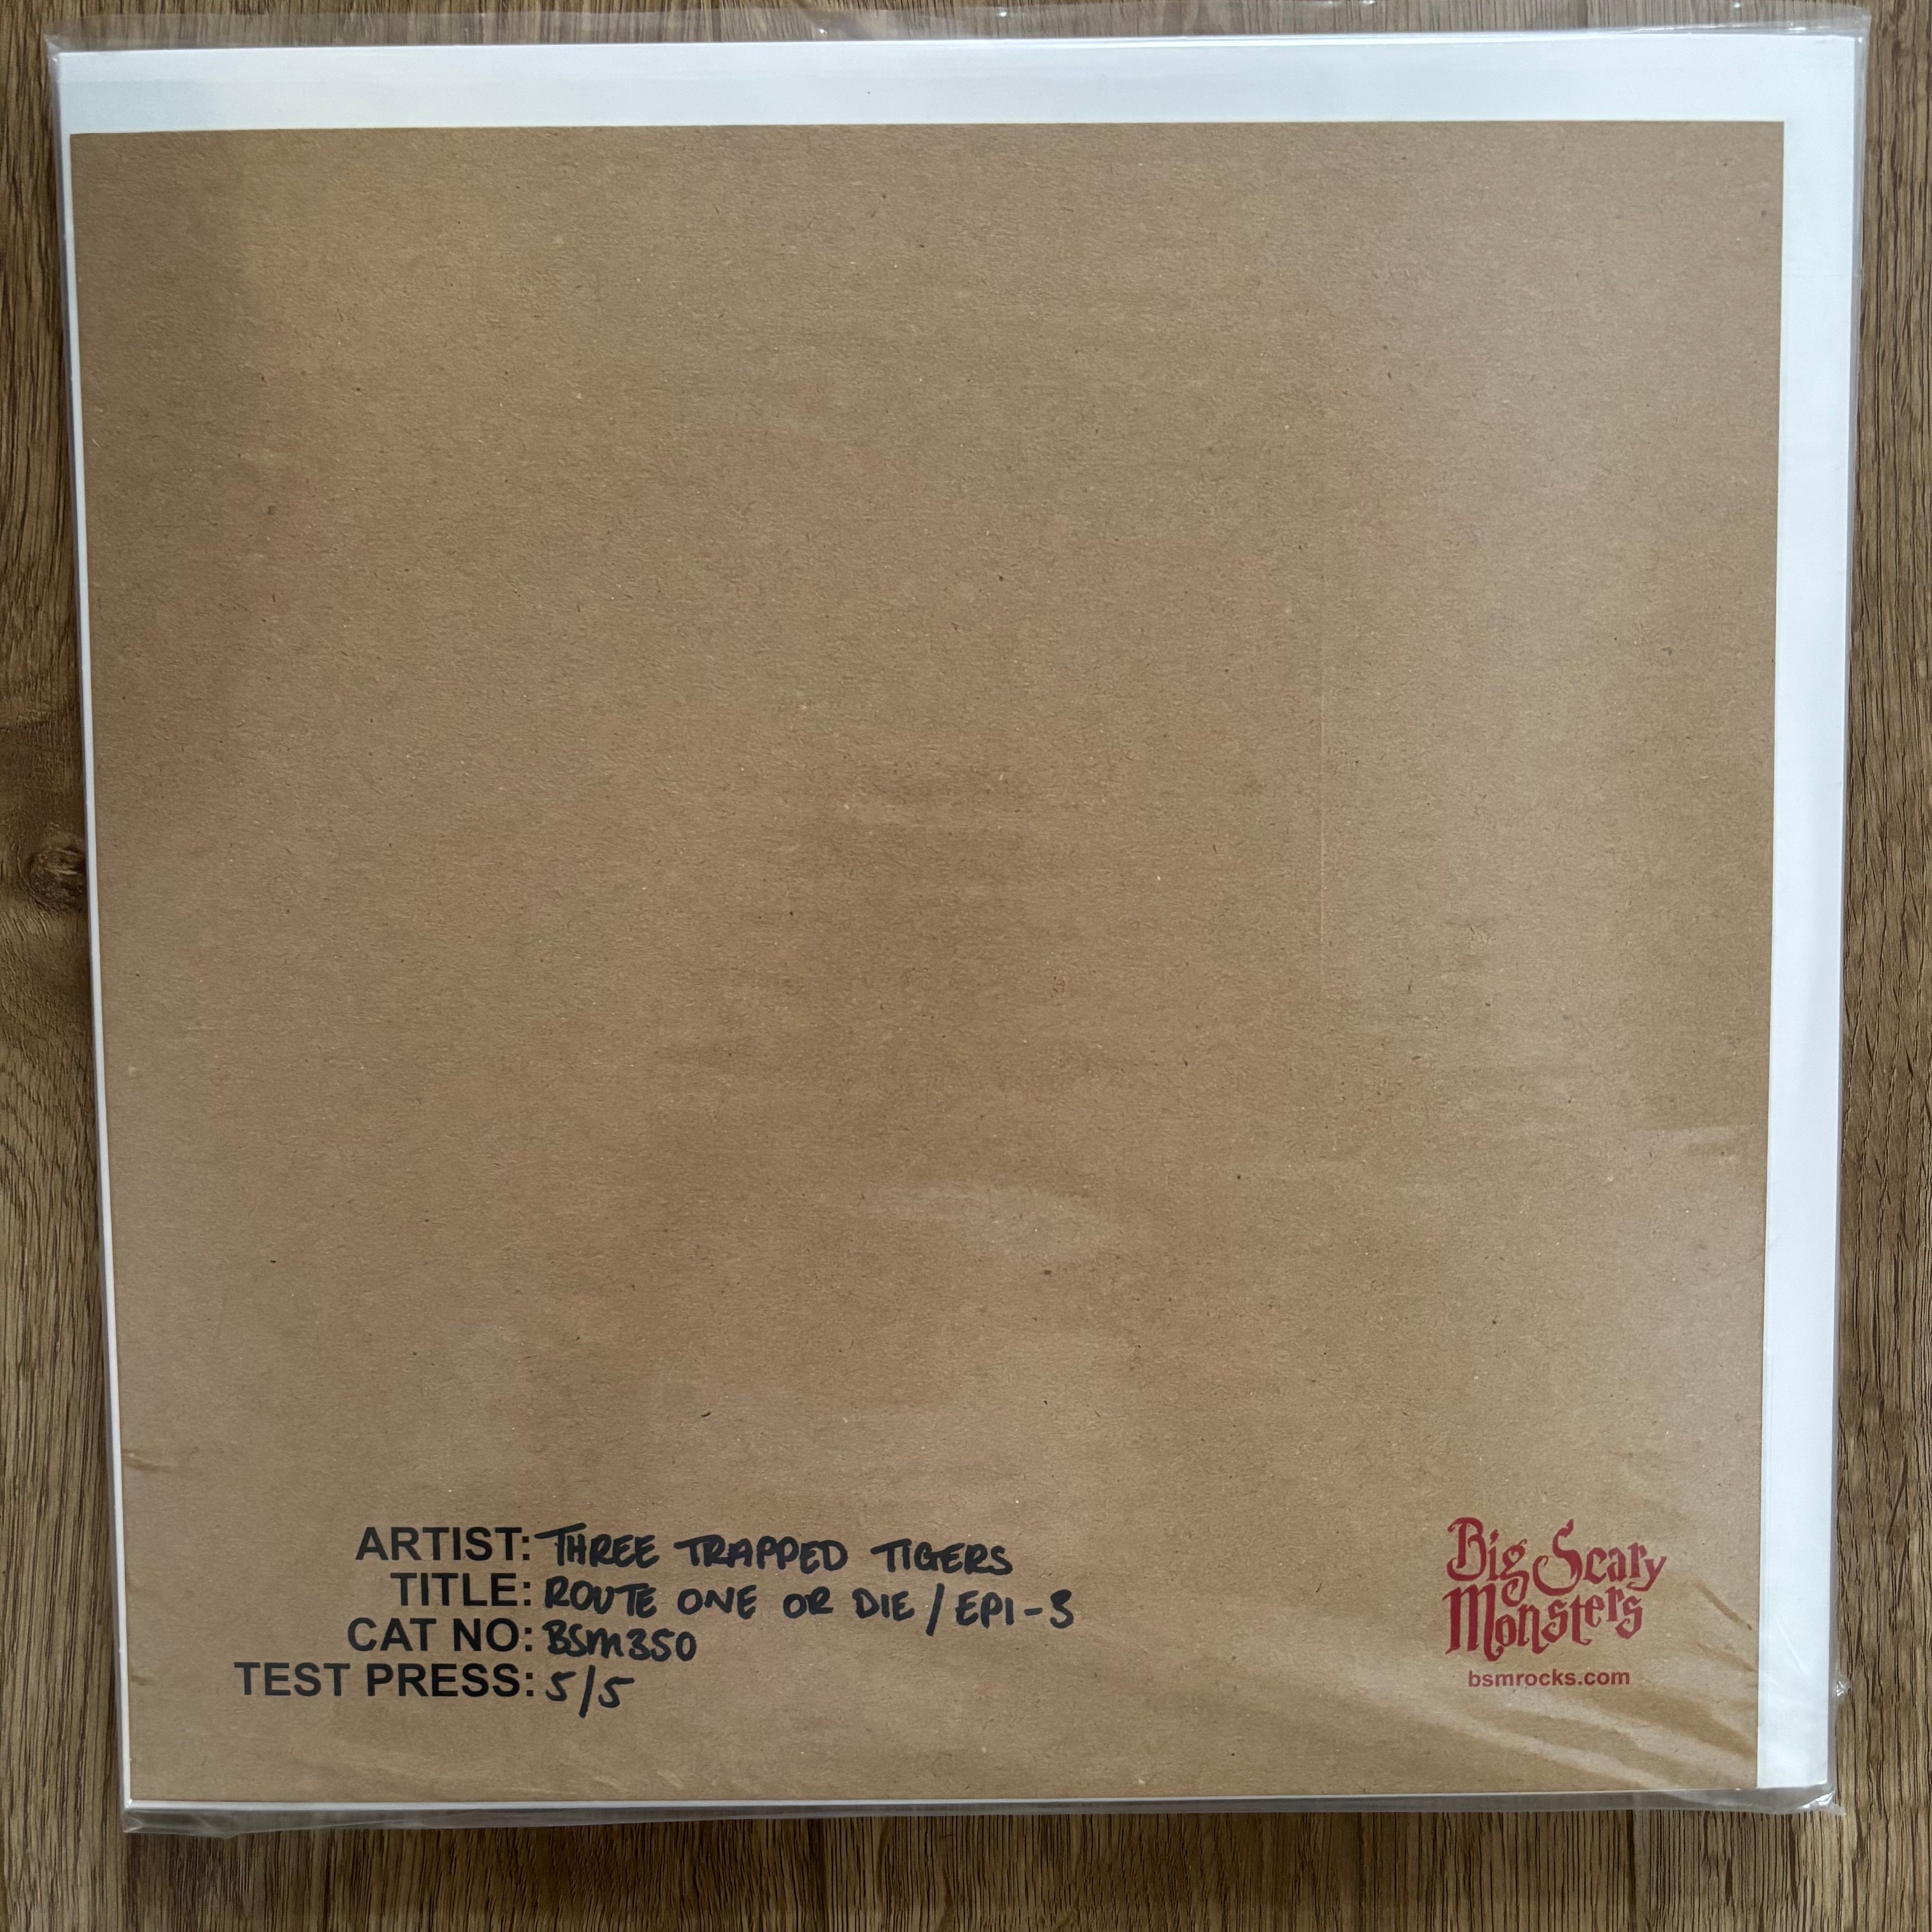 ARTIST: THREE TRAPPED TIGERS
TITLE: ROUTE ONE OR DIE / EP1-3
CAT NO: BSM350
TEST PRESS: 5/5
Big Scary
Monsters
bsmrocks.com